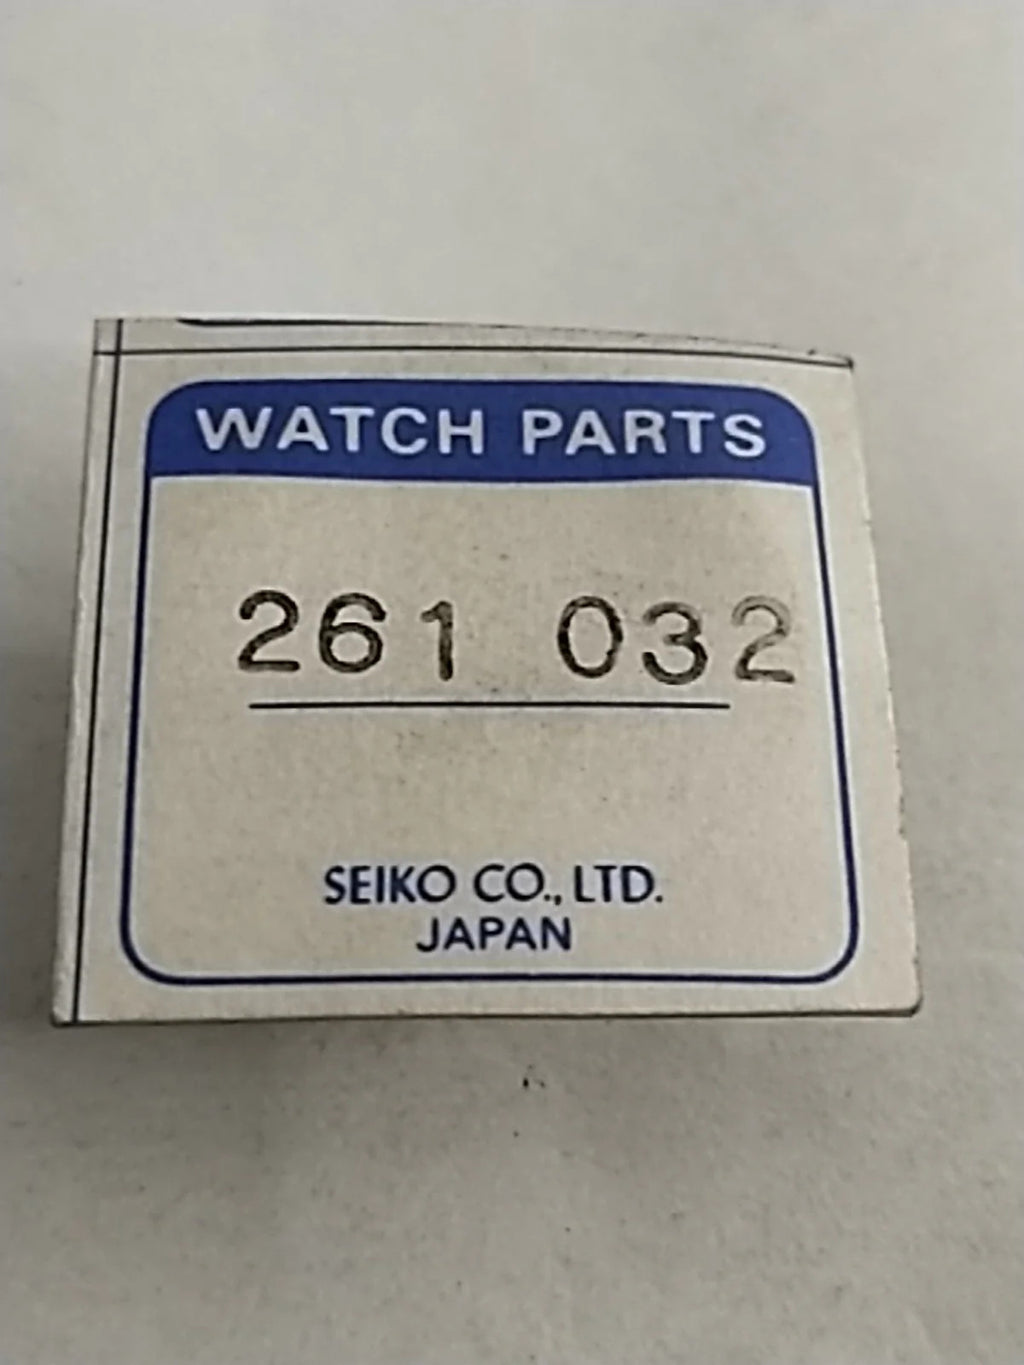 WATCH PARTS
261 032
SEIKO CO., LTD.
JAPAN